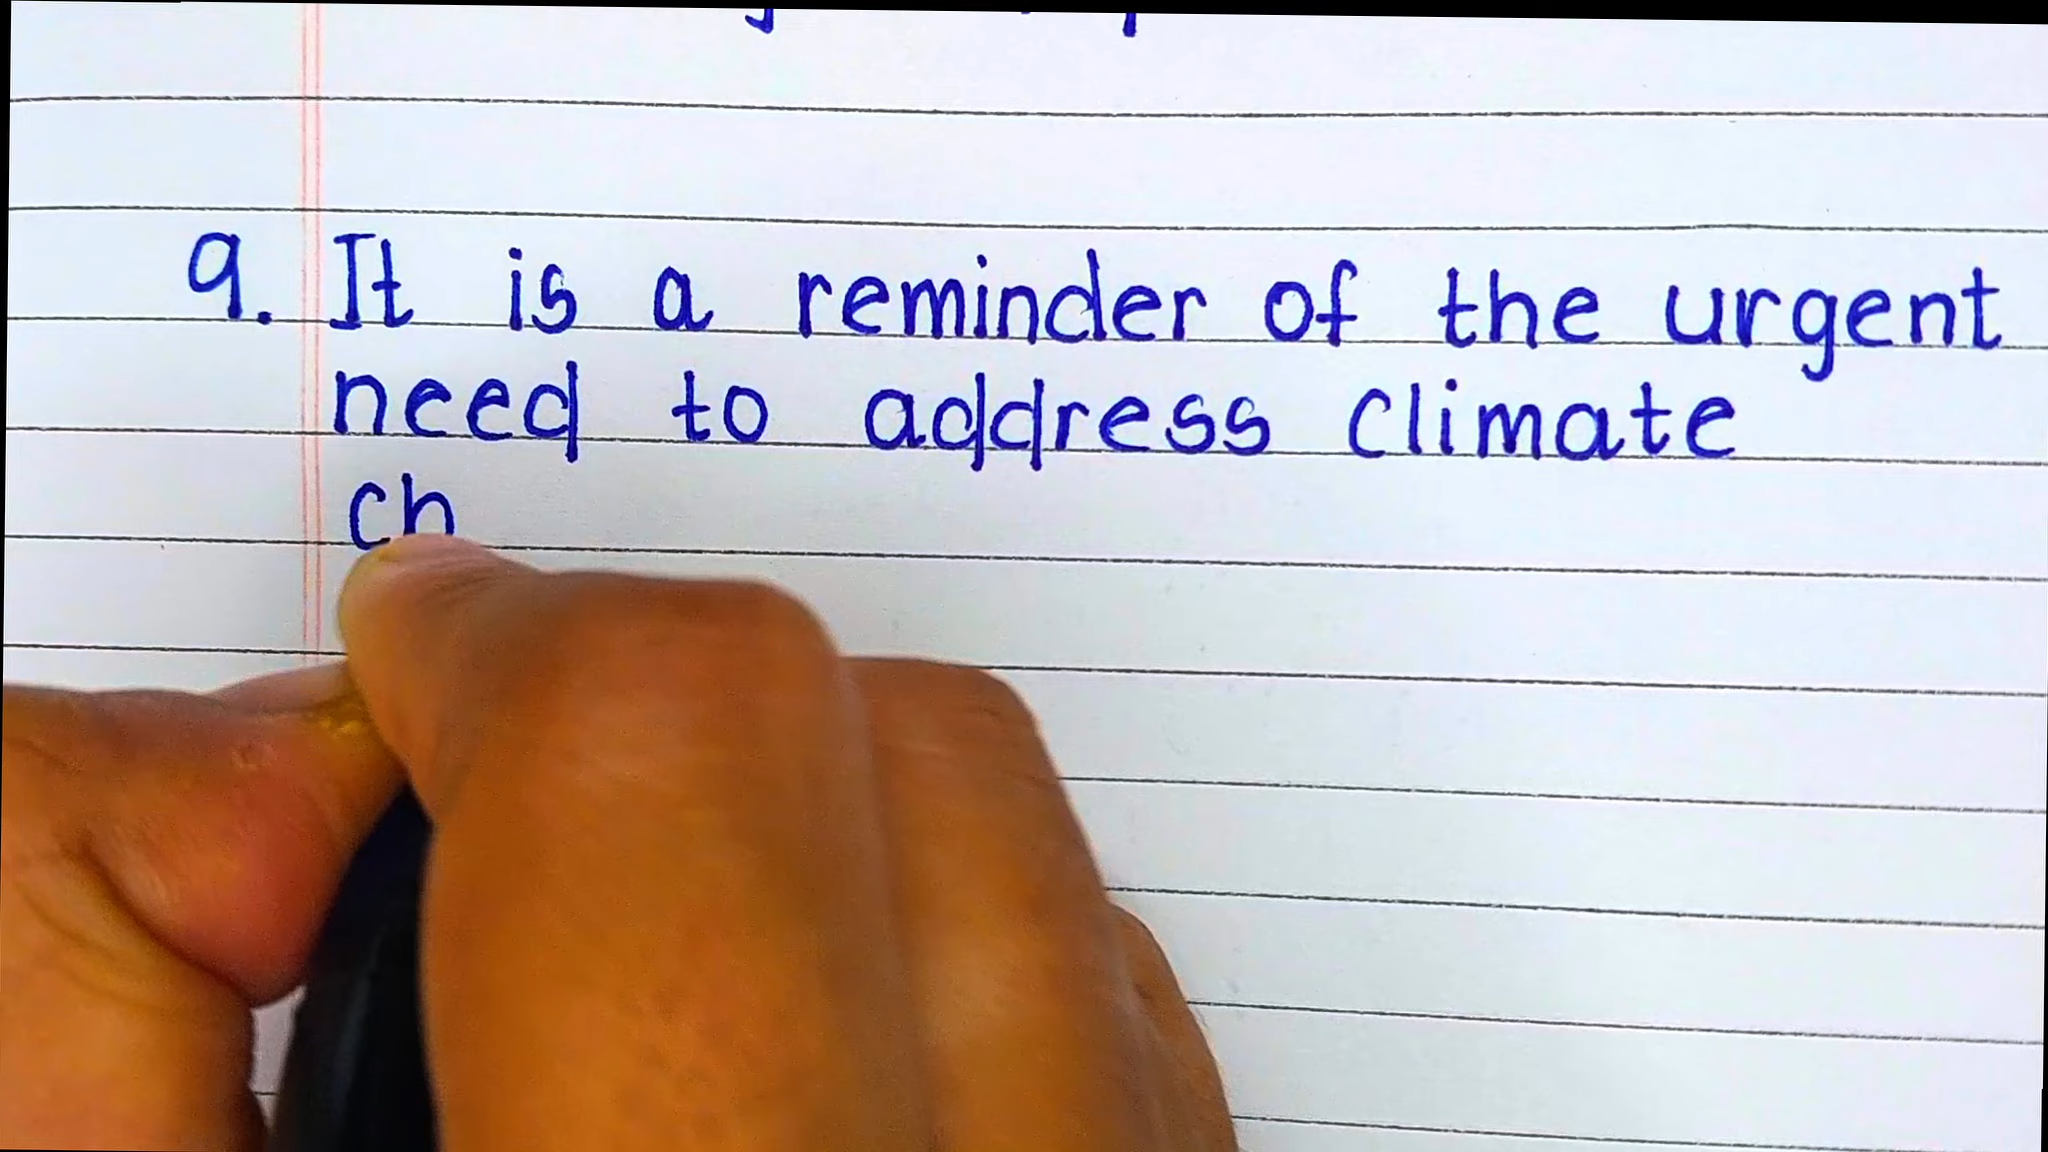 9. It is a reminder of the urgent
need to address climate
ch